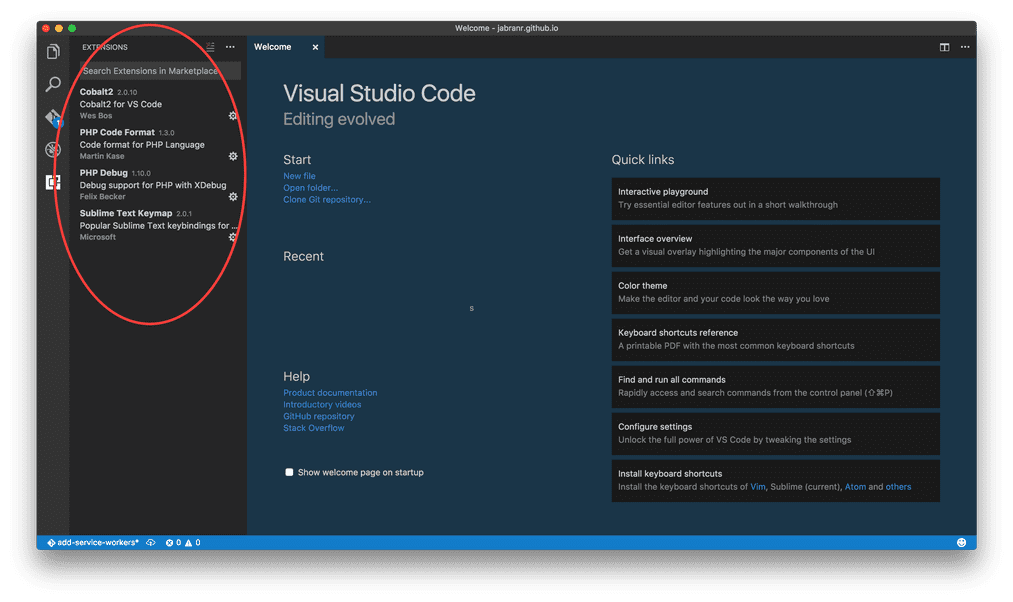 Welcome - jabranr.github.io
EXTENSIONS
Search Extensions in Marketplace
Cobalt2 2.0.10
Cobalt2 for VS Code
Wes Bos
PHP Code Format 1.3.0
Code format for PHP Language
Martin Kase
PHP Debug 1.10.0
Debug support for PHP with XDebug
Felix Becker
Sublime Text Keymap 2.0.1
Popular Sublime Text keybindings for ...
Microsoft
Welcome
Visual Studio Code
Editing evolved
Start
New file
Open folder...
Clone Git repository...
Recent
s
Help
Product documentation
Introductory videos
GitHub repository
Stack Overflow
Show welcome page on startup
Quick links
Interactive playground
Try essential editor features out in a short walkthrough
Interface overview
Get a visual overlay highlighting the major components of the UI
Color theme
Make the editor and your code look the way you love
Keyboard shortcuts reference
A printable PDF with the most common keyboard shortcuts
Find and run all commands
Rapidly access and search commands from the control panel (⇧⌘P)
Configure settings
Unlock the full power of VS Code by tweaking the settings
Install keyboard shortcuts
Install the keyboard shortcuts of Vim, Sublime (current), Atom and others
add-service-workers* 0 0